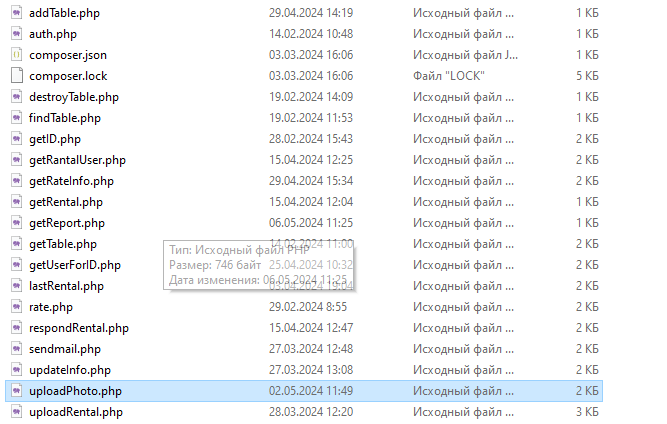 addTable.php 29.04.2024 14:19 Исходный файл ... 1 КБ
auth.php 14.02.2024 10:48 Исходный файл ... 1 КБ
composer.json 03.03.2024 16:06 Исходный файл J... 1 КБ
composer.lock 03.03.2024 16:06 Файл "LOCK" 5 КБ
destroyTable.php 19.02.2024 14:09 Исходный файл ... 1 КБ
findTable.php 19.02.2024 11:53 Исходный файл ... 1 КБ
getID.php 28.02.2024 15:43 Исходный файл ... 2 КБ
getRantalUser.php 15.04.2024 12:25 Исходный файл ... 2 КБ
getRateInfo.php 29.04.2024 15:34 Исходный файл ... 2 КБ
getRental.php 15.04.2024 12:04 Исходный файл ... 1 КБ
getReport.php 06.05.2024 11:25 Исходный файл ... 1 КБ
getTable.php 14.02.2024 11:00 Исходный файл ... 2 КБ
Тип: Исходный файл PHP
getUserForID.php 25.04.2024 10:32 Исходный файл ... 2 КБ
Размер: 746 байт
lastRental.php 03.04.2024 19:04 Исходный файл ... 2 КБ
Дата изменения: 06.05.2024 11:25
rate.php 29.02.2024 8:55 Исходный файл ... 2 КБ
respondRental.php 15.04.2024 12:47 Исходный файл ... 2 КБ
sendmail.php 27.03.2024 12:48 Исходный файл ... 2 КБ
updateInfo.php 27.03.2024 13:08 Исходный файл ... 2 КБ
uploadPhoto.php 02.05.2024 11:49 Исходный файл ... 2 КБ
uploadRental.php 28.03.2024 12:20 Исходный файл ... 3 КБ